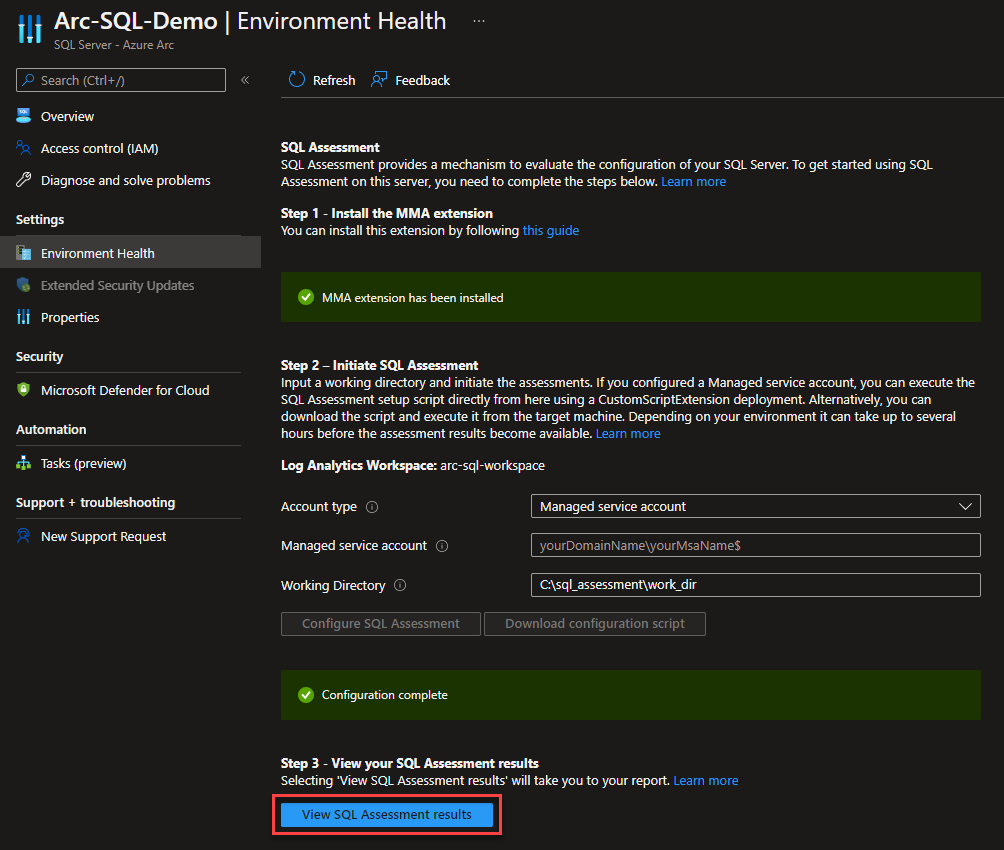 Arc-SQL-Demo | Environment Health ...
SQL Server - Azure Arc
Search (Ctrl+/)
«
Overview
Access control (IAM)
Diagnose and solve problems
Settings
Environment Health
Extended Security Updates
Properties
Security
Microsoft Defender for Cloud
Automation
Tasks (preview)
Support + troubleshooting
New Support Request
Refresh
Feedback
SQL Assessment
SQL Assessment provides a mechanism to evaluate the configuration of your SQL Server. To get started using SQL
Assessment on this server, you need to complete the steps below. Learn more
Step 1 - Install the MMA extension
You can install this extension by following this guide
MMA extension has been installed
Step 2 – Initiate SQL Assessment
Input a working directory and initiate the assessments. If you configured a Managed service account, you can execute the
SQL Assessment setup script directly from here using a CustomScriptExtension deployment. Alternatively, you can
download the script and execute it from the target machine. Depending on your environment it can take up to several
hours before the assessment results become available. Learn more
Log Analytics Workspace: arc-sql-workspace
Account type
Managed service account
Managed service account
yourDomainName\yourMsaName$
Working Directory
C:\sql_assessment\work_dir
Configure SQL Assessment
Download configuration script
Configuration complete
Step 3 - View your SQL Assessment results
Selecting 'View SQL Assessment results' will take you to your report. Learn more
View SQL Assessment results